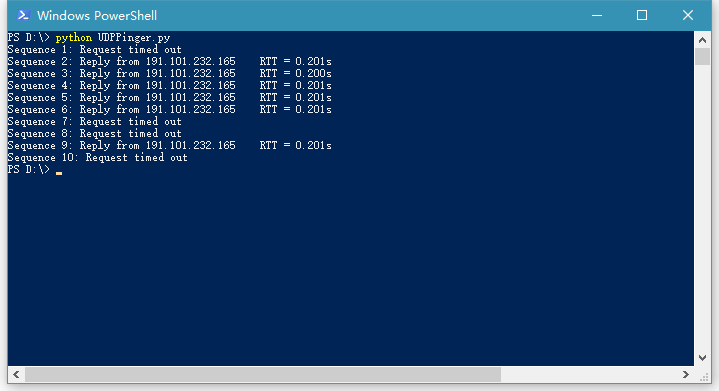 Windows PowerShell
PS D:\> python UDPPinger.py
Sequence 1: Request timed out
Sequence 2: Reply from 191.101.232.165    RTT = 0.201s
Sequence 3: Reply from 191.101.232.165    RTT = 0.200s
Sequence 4: Reply from 191.101.232.165    RTT = 0.201s
Sequence 5: Reply from 191.101.232.165    RTT = 0.201s
Sequence 6: Reply from 191.101.232.165    RTT = 0.201s
Sequence 7: Request timed out
Sequence 8: Request timed out
Sequence 9: Reply from 191.101.232.165    RTT = 0.201s
Sequence 10: Request timed out
PS D:\>